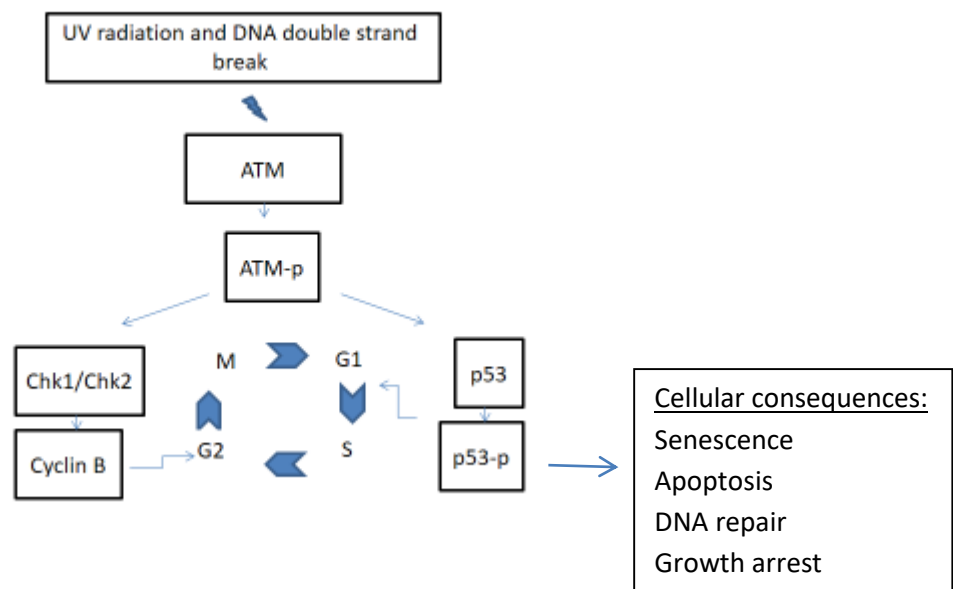 UV radiation and DNA double strand
break
ATM
ATM-p
Chk1/Chk2
Cyclin B
M
G1
G2
S
p53
p53-p
Cellular consequences:
Senescence
Apoptosis
DNA repair
Growth arrest